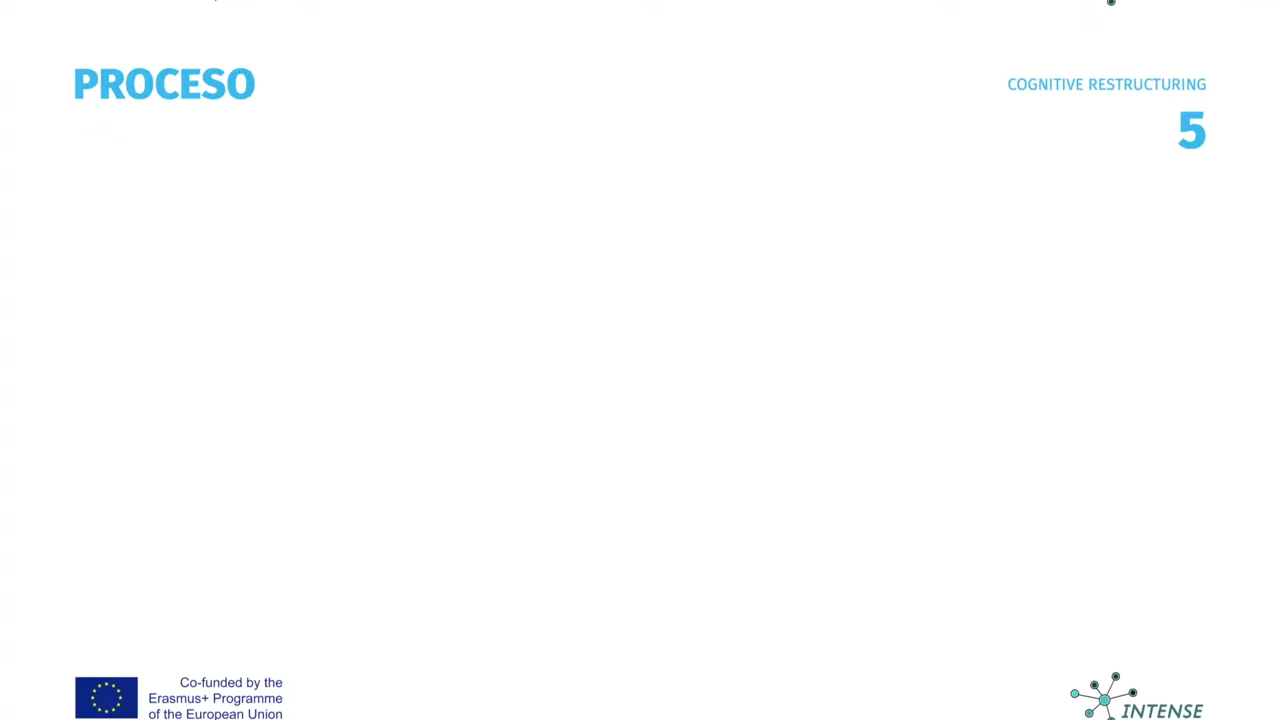 PROCESO
COGNITIVE RESTRUCTURING
5
Co-funded by the
Erasmus+ Programme
of the European Union
INTENSE